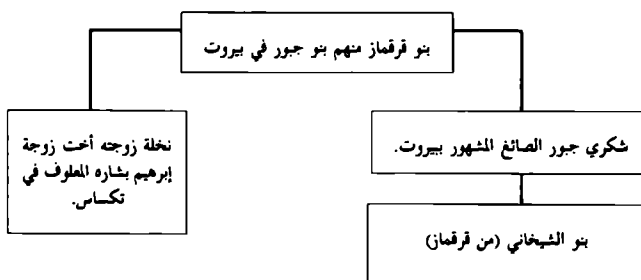 بنو قرقماز منهم بنو جبور في بيروت
شكري جبور الصائغ المشهور ببيروت.
نخلة زوجته أخت زوجة
إبرهيم بشاره المعلوف في
تكساس.
بنو الشيخاني (من قرقماز)